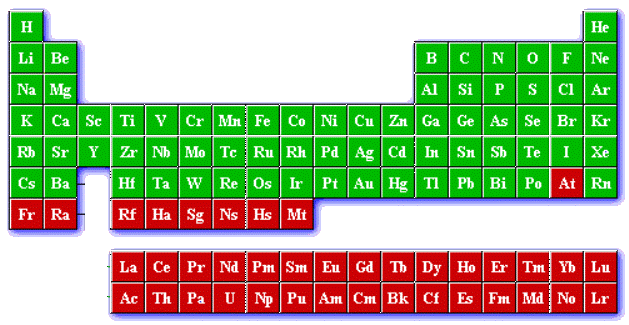 H He
Li Be B C N O F Ne
Na Mg Al Si P S Cl Ar
K Ca Sc Ti V Cr Mn Fe Co Ni Cu Zn Ga Ge As Se Br Kr
Rb Sr Y Zr Nb Mo Tc Ru Rh Pd Ag Cd In Sn Sb Te I Xe
Cs Ba Hf Ta W Re Os Ir Pt Au Hg Tl Pb Bi Po At Rn
Fr Ra Rf Ha Sg Ns Hs Mt
La Ce Pr Nd Pm Sm Eu Gd Tb Dy Ho Er Tm Yb Lu
Ac Th Pa U Np Pu Am Cm Bk Cf Es Fm Md No Lr